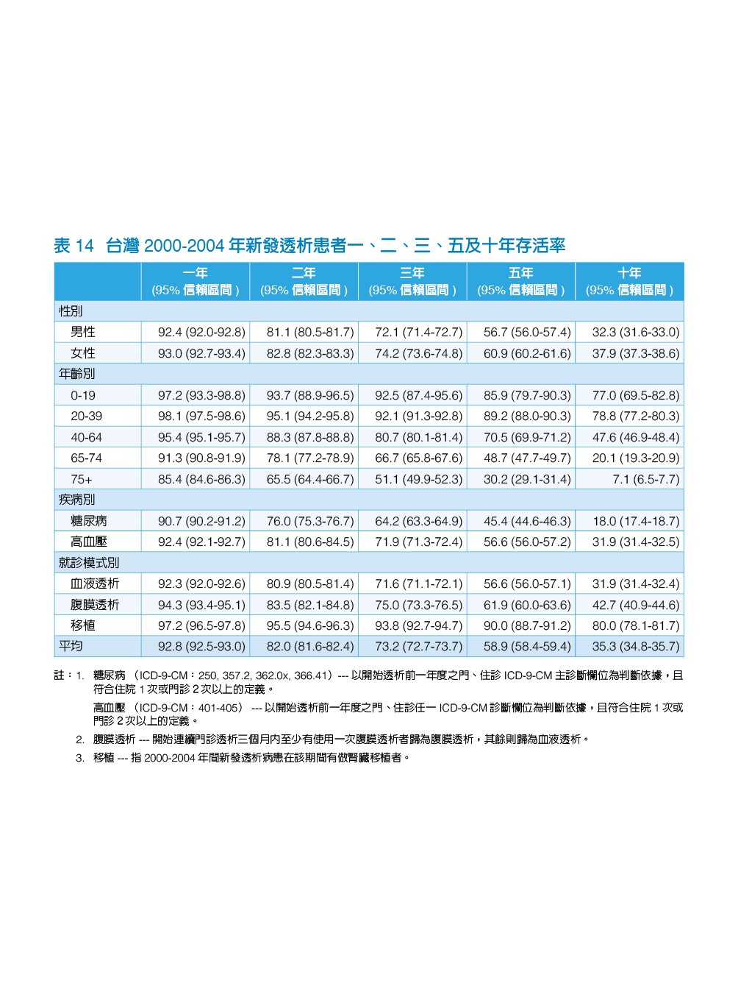 表 14 台灣 2000-2004 年新發透析患者一、二、三、五及十年存活率
一年 二年 三年 五年 十年
(95% 信賴區間 ) (95% 信賴區間 ) (95% 信賴區間 ) (95% 信賴區間 ) (95% 信賴區間 )
性別
男性 92.4 (92.0-92.8) 81.1 (80.5-81.7) 72.1 (71.4-72.7) 56.7 (56.0-57.4) 32.3 (31.6-33.0)
女性 93.0 (92.7-93.4) 82.8 (82.3-83.3) 74.2 (73.6-74.8) 60.9 (60.2-61.6) 37.9 (37.3-38.6)
年齡別
0-19 97.2 (93.3-98.8) 93.7 (88.9-96.5) 92.5 (87.4-95.6) 85.9 (79.7-90.3) 77.0 (69.5-82.8)
20-39 98.1 (97.5-98.6) 95.1 (94.2-95.8) 92.1 (91.3-92.8) 89.2 (88.0-90.3) 78.8 (77.2-80.3)
40-64 95.4 (95.1-95.7) 88.3 (87.8-88.8) 80.7 (80.1-81.4) 70.5 (69.9-71.2) 47.6 (46.9-48.4)
65-74 91.3 (90.8-91.9) 78.1 (77.2-78.9) 66.7 (65.8-67.6) 48.7 (47.7-49.7) 20.1 (19.3-20.9)
75+ 85.4 (84.6-86.3) 65.5 (64.4-66.7) 51.1 (49.9-52.3) 30.2 (29.1-31.4) 7.1 (6.5-7.7)
疾病別
糖尿病 90.7 (90.2-91.2) 76.0 (75.3-76.7) 64.2 (63.3-64.9) 45.4 (44.6-46.3) 18.0 (17.4-18.7)
高血壓 92.4 (92.1-92.7) 81.1 (80.6-84.5) 71.9 (71.3-72.4) 56.6 (56.0-57.2) 31.9 (31.4-32.5)
就診模式別
血液透析 92.3 (92.0-92.6) 80.9 (80.5-81.4) 71.6 (71.1-72.1) 56.6 (56.0-57.1) 31.9 (31.4-32.4)
腹膜透析 94.3 (93.4-95.1) 83.5 (82.1-84.8) 75.0 (73.3-76.5) 61.9 (60.0-63.6) 42.7 (40.9-44.6)
移植 97.2 (96.5-97.8) 95.5 (94.6-96.3) 93.8 (92.7-94.7) 90.0 (88.7-91.2) 80.0 (78.1-81.7)
平均 92.8 (92.5-93.0) 82.0 (81.6-82.4) 73.2 (72.7-73.7) 58.9 (58.4-59.4) 35.3 (34.8-35.7)
註：1. 糖尿病 （ICD-9-CM：250, 357.2, 362.0x, 366.41）--- 以開始透析前一年度之門、住診 ICD-9-CM 主診斷欄位為判斷依據，且
符合住院 1 次或門診 2 次以上的定義。
高血壓 （ICD-9-CM：401-405） --- 以開始透析前一年度之門、住診任一 ICD-9-CM 診斷欄位為判斷依據，且符合住院 1 次或
門診 2 次以上的定義。
2. 腹膜透析 --- 開始連續門診透析三個月内至少有使用一次腹膜透析者歸為腹膜透析，其餘則歸為血液透析。
3. 移植 --- 指 2000-2004 年間新發透析病患在該期間有做腎臟移植者。